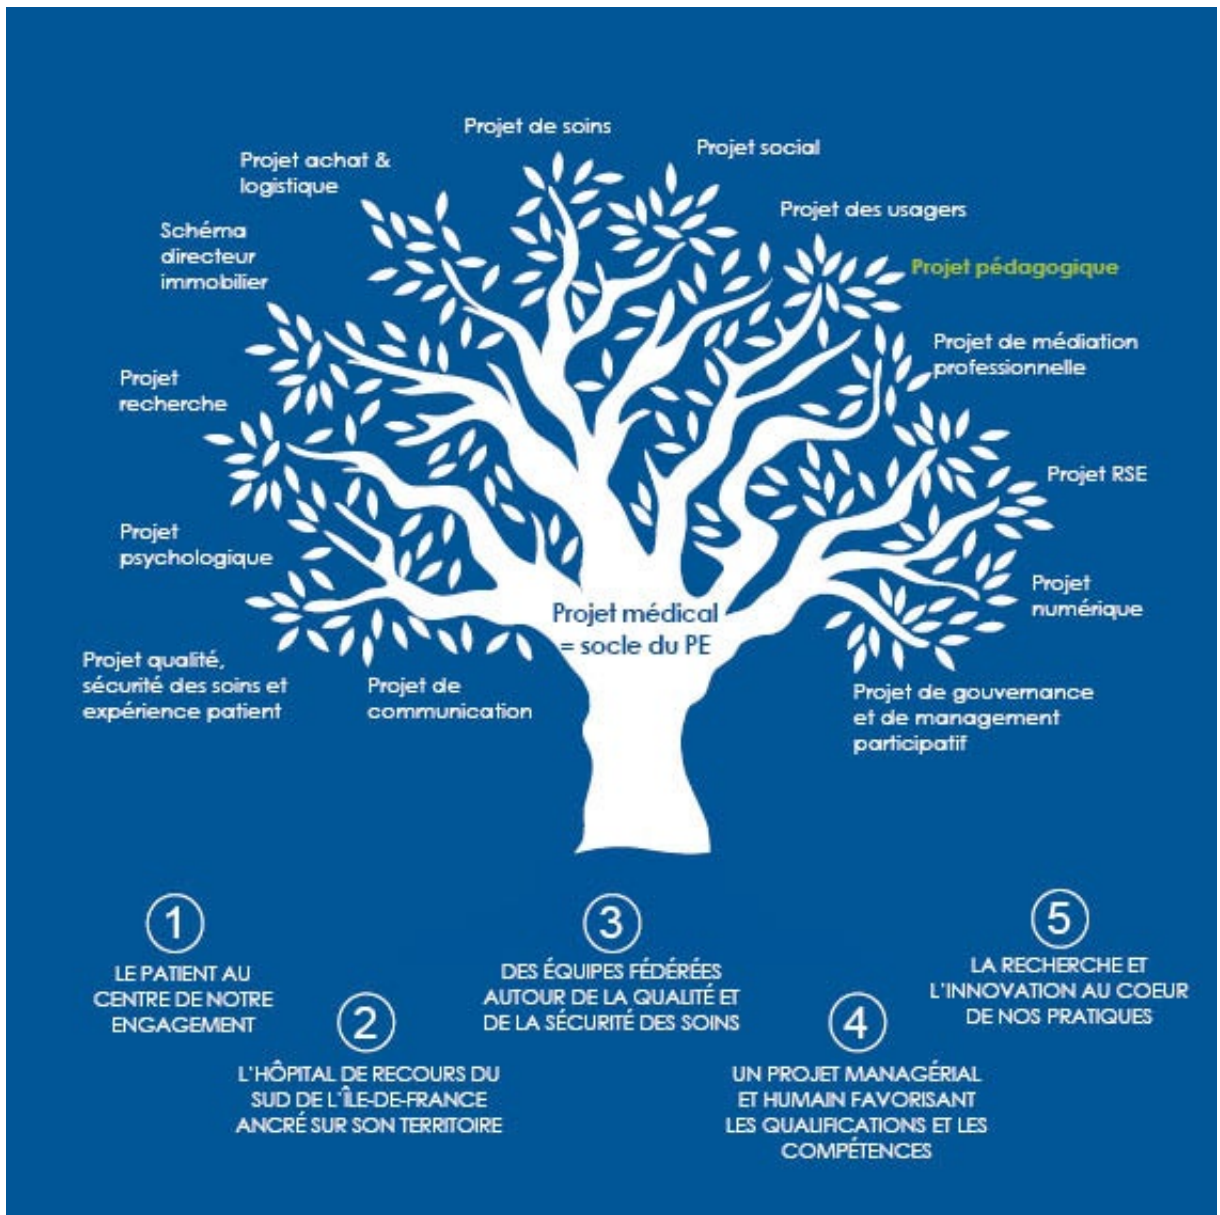 Projet de soins
Projet social
Projet achat &
logistique
Projet des usagers
Schéma
directeur
immobilier
Projet pédagogique
Projet de médiation
professionnelle
Projet
recherche
Projet RSE
Projet
psychologique
Projet
numérique
Projet médical
= socle du PE
Projet qualité,
sécurité des soins et
expérience patient
Projet de
communication
Projet de gouvernance
et de management
participatif
1
LE PATIENT AU
CENTRE DE NOTRE
ENGAGEMENT
2
L'HÔPITAL DE RECOURS DU
SUD DE L'ÎLE-DE-FRANCE
ANCRÉ SUR SON TERRITOIRE
3
DES ÉQUIPES FÉDÉRÉES
AUTOUR DE LA QUALITÉ ET
DE LA SÉCURITÉ DES SOINS
4
UN PROJET MANAGÉRIAL
ET HUMAIN FAVORISANT
LES QUALIFICATIONS ET LES
COMPÉTENCES
5
LA RECHERCHE ET
L'INNOVATION AU COEUR
DE NOS PRATIQUES